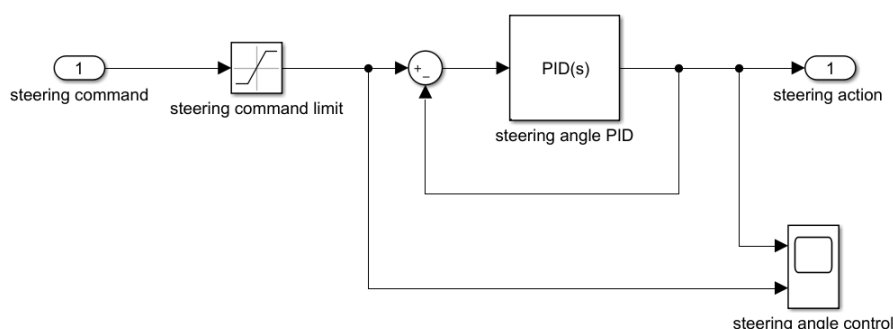 1
steering command
steering command limit
+
−
PID(s)
steering angle PID
1
steering action
steering angle control